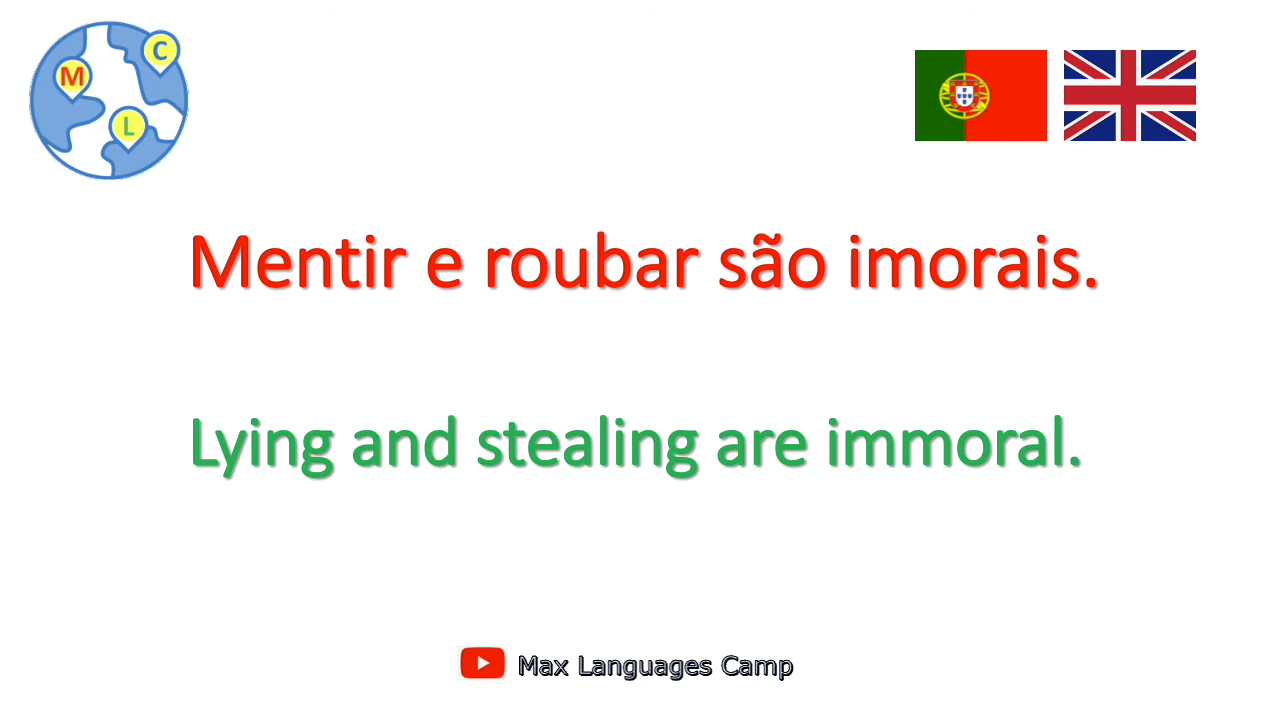 C
M
L
Mentir e roubar são imorais.
Lying and stealing are immoral.
Max Languages Camp